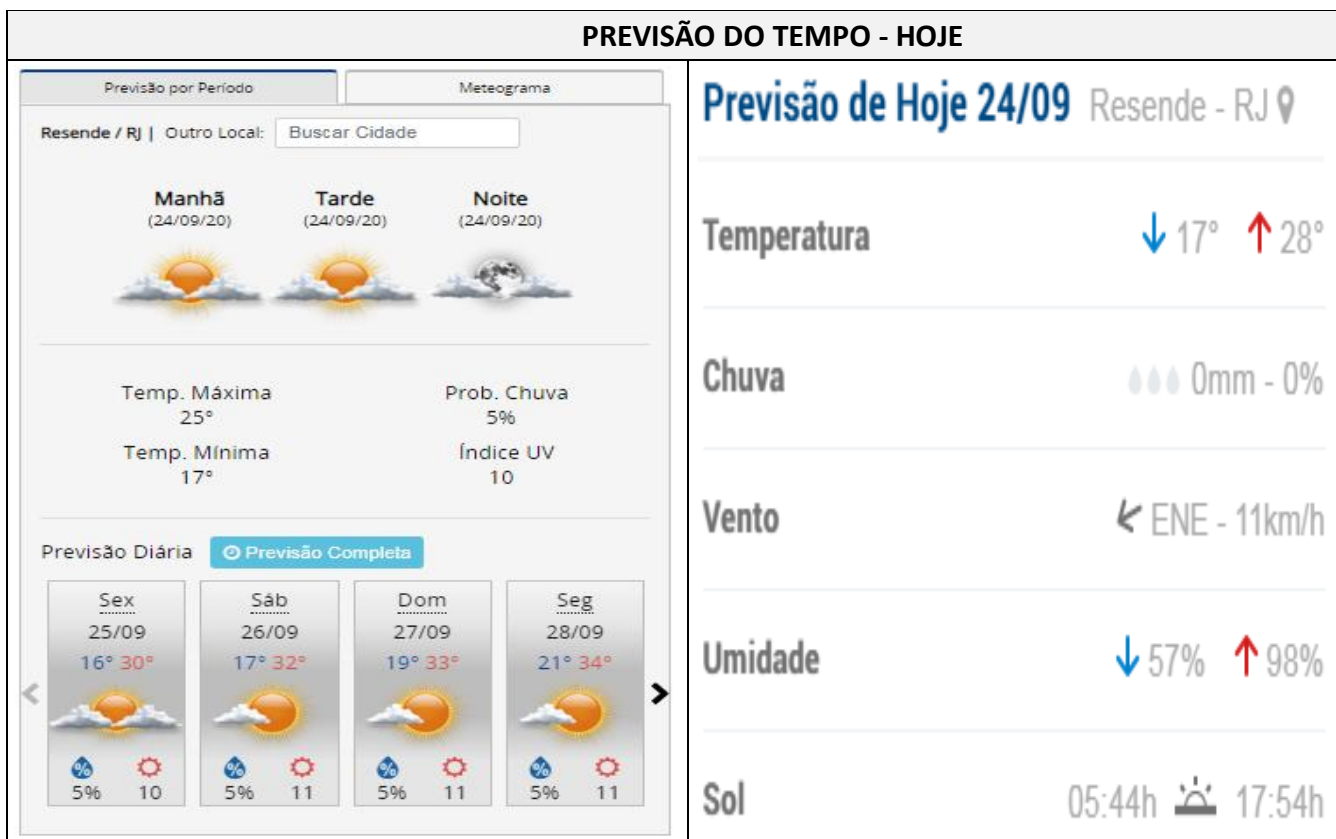 PREVISÃO DO TEMPO - HOJE
Previsão por Período
Meteograma
Resende / RJ | Outro Local: Buscar Cidade
Manhã Tarde Noite
(24/09/20) (24/09/20) (24/09/20)
Temp. Máxima Prob. Chuva
25° 5%
Temp. Mínima Índice UV
17° 10
Previsão Diária Previsão Completa
Sex Sáb Dom Seg
25/09 26/09 27/09 28/09
16° 30° 17° 32° 19° 33° 21° 34°
% % % %
5% 10 5% 11 5% 11 5% 11
Previsão de Hoje 24/09 Resende - RJ
Temperatura 17° 28°
Chuva 0mm - 0%
Vento ENE - 11km/h
Umidade 57% 98%
Sol 05:44h 17:54h